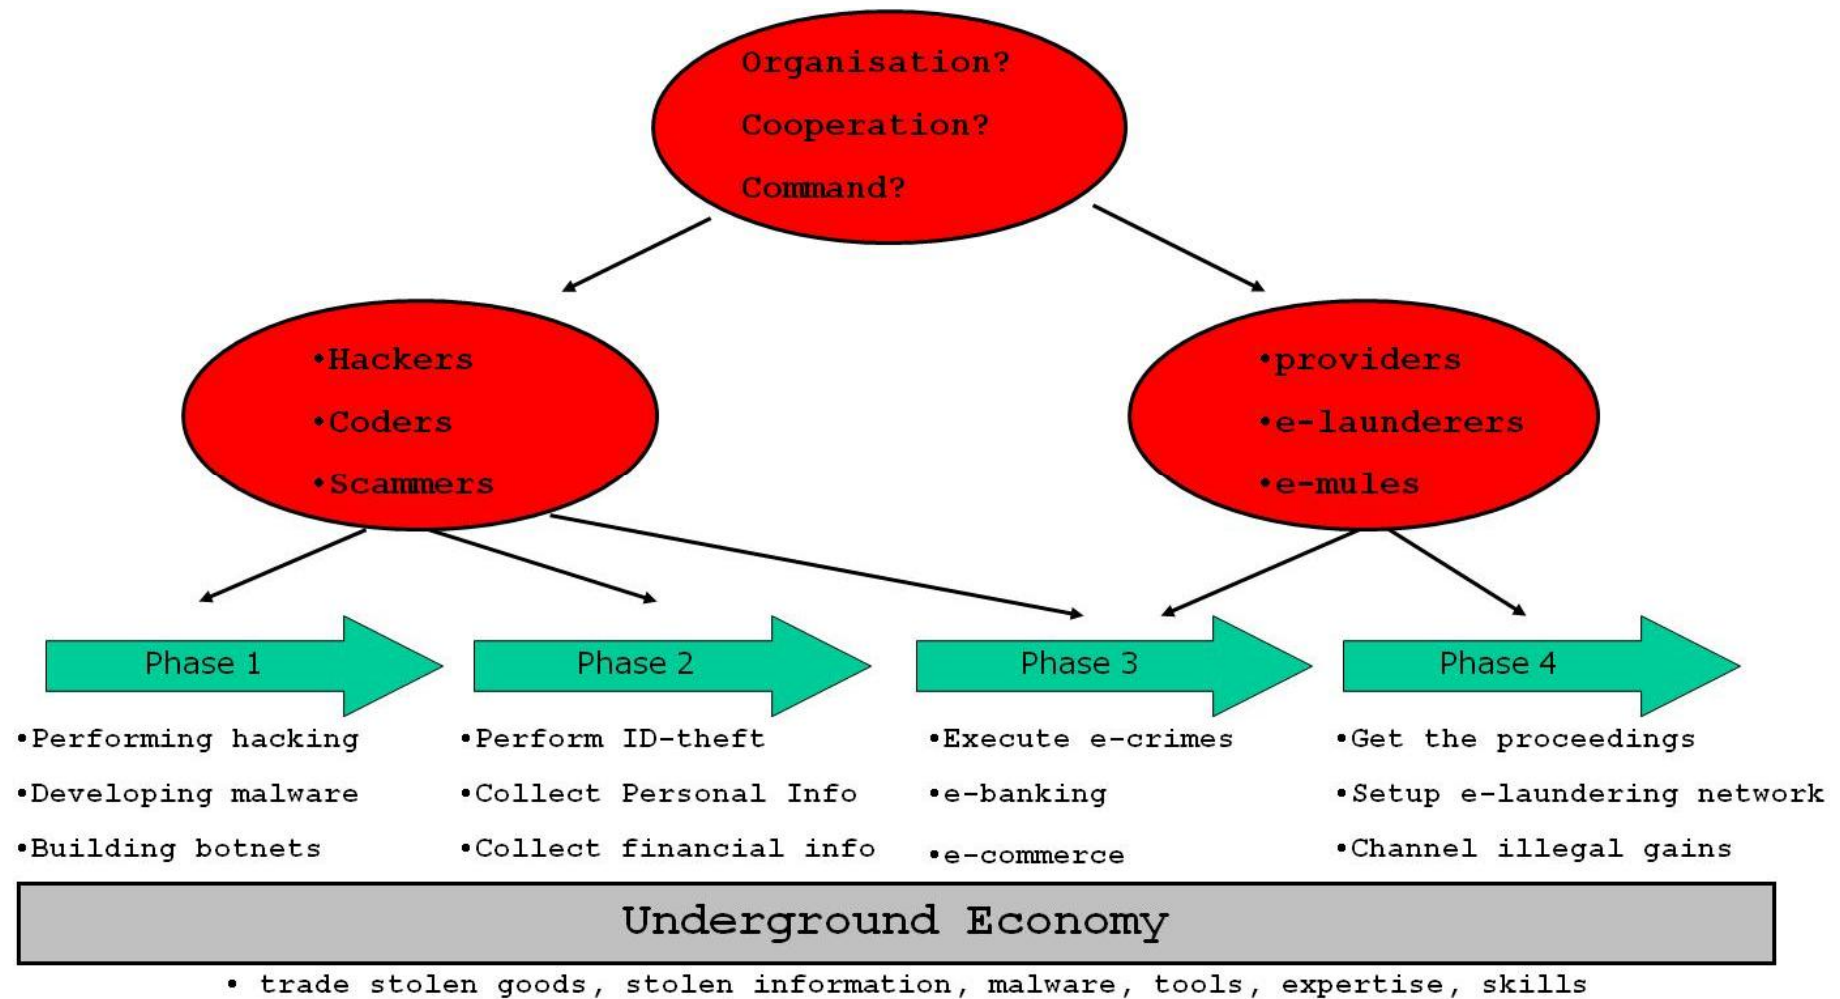 Organisation?
Cooperation?
Command?
•Hackers
•Coders
•Scammers
•providers
•e-launderers
•e-mules
Phase 1
•Performing hacking
•Developing malware
•Building botnets
Phase 2
•Perform ID-theft
•Collect Personal Info
•Collect financial info
Phase 3
•Execute e-crimes
•e-banking
•e-commerce
Phase 4
•Get the proceedings
•Setup e-laundering network
•Channel illegal gains
Underground Economy
• trade stolen goods, stolen information, malware, tools, expertise, skills